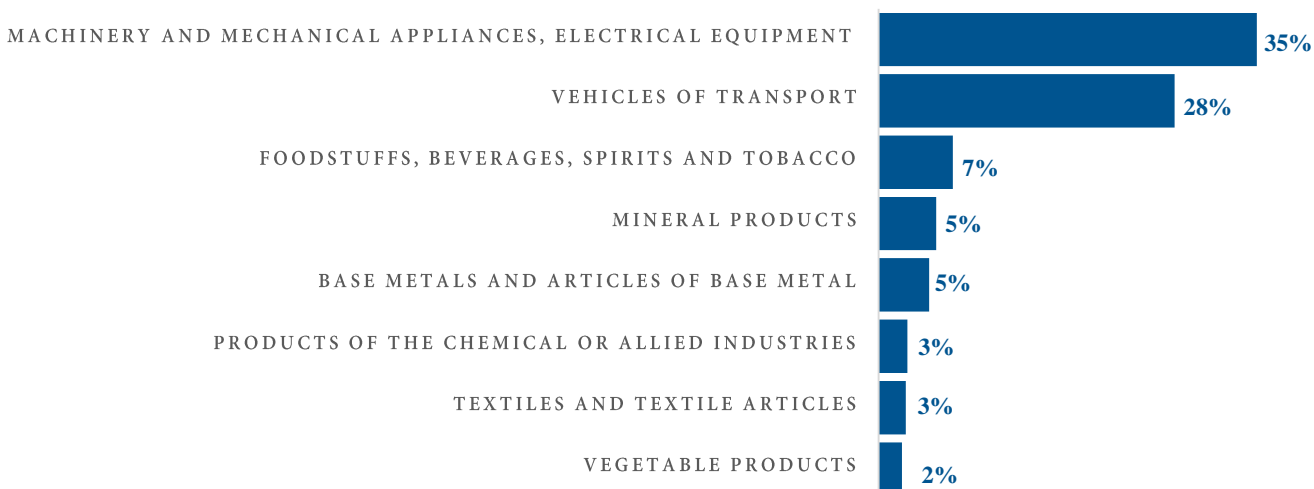 MACHINERY AND MECHANICAL APPLIANCES, ELECTRICAL EQUIPMENT 35%
VEHICLES OF TRANSPORT 28%
FOODSTUFFS, BEVERAGES, SPIRITS AND TOBACCO 7%
MINERAL PRODUCTS 5%
BASE METALS AND ARTICLES OF BASE METAL 5%
PRODUCTS OF THE CHEMICAL OR ALLIED INDUSTRIES 3%
TEXTILES AND TEXTILE ARTICLES 3%
VEGETABLE PRODUCTS 2%